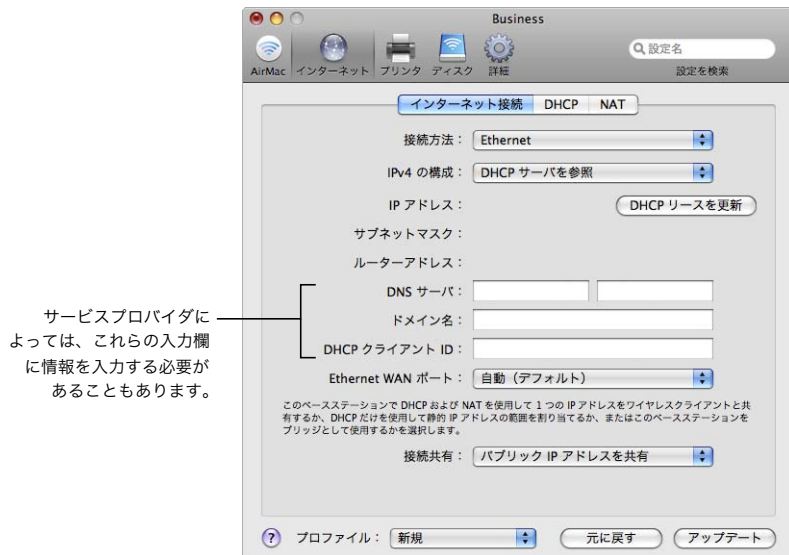 Business
設定名
AirMac インターネット プリンタ ディスク 詳細 設定を検索
インターネット接続 DHCP NAT
接続方法： Ethernet
IPv4 の構成： DHCP サーバを参照
IP アドレス： DHCP リースを更新
サブネットマスク：
ルーターアドレス：
DNS サーバ：
ドメイン名：
DHCP クライアント ID：
サービスプロバイダに
よっては、これらの入力欄
に情報を入力する必要が
あることもあります。
Ethernet WAN ポート： 自動（デフォルト）
このベースステーションで DHCP および NAT を使用して 1 つの IP アドレスをワイヤレスクライアントと共
有するか、DHCP だけを使用して静的 IP アドレスの範囲を割り当てるか、またはこのベースステーションを
ブリッジとして使用するかを選択します。
接続共有： パブリック IP アドレスを共有
? プロファイル： 新規 元に戻す アップデート